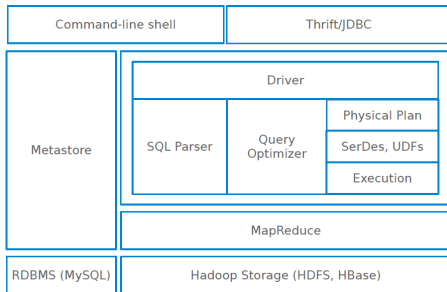 Command-line shell
Thrift/JDBC
Metastore
Driver
SQL Parser
Query
Optimizer
Physical Plan
SerDes, UDFs
Execution
MapReduce
RDBMS (MySQL)
Hadoop Storage (HDFS, HBase)